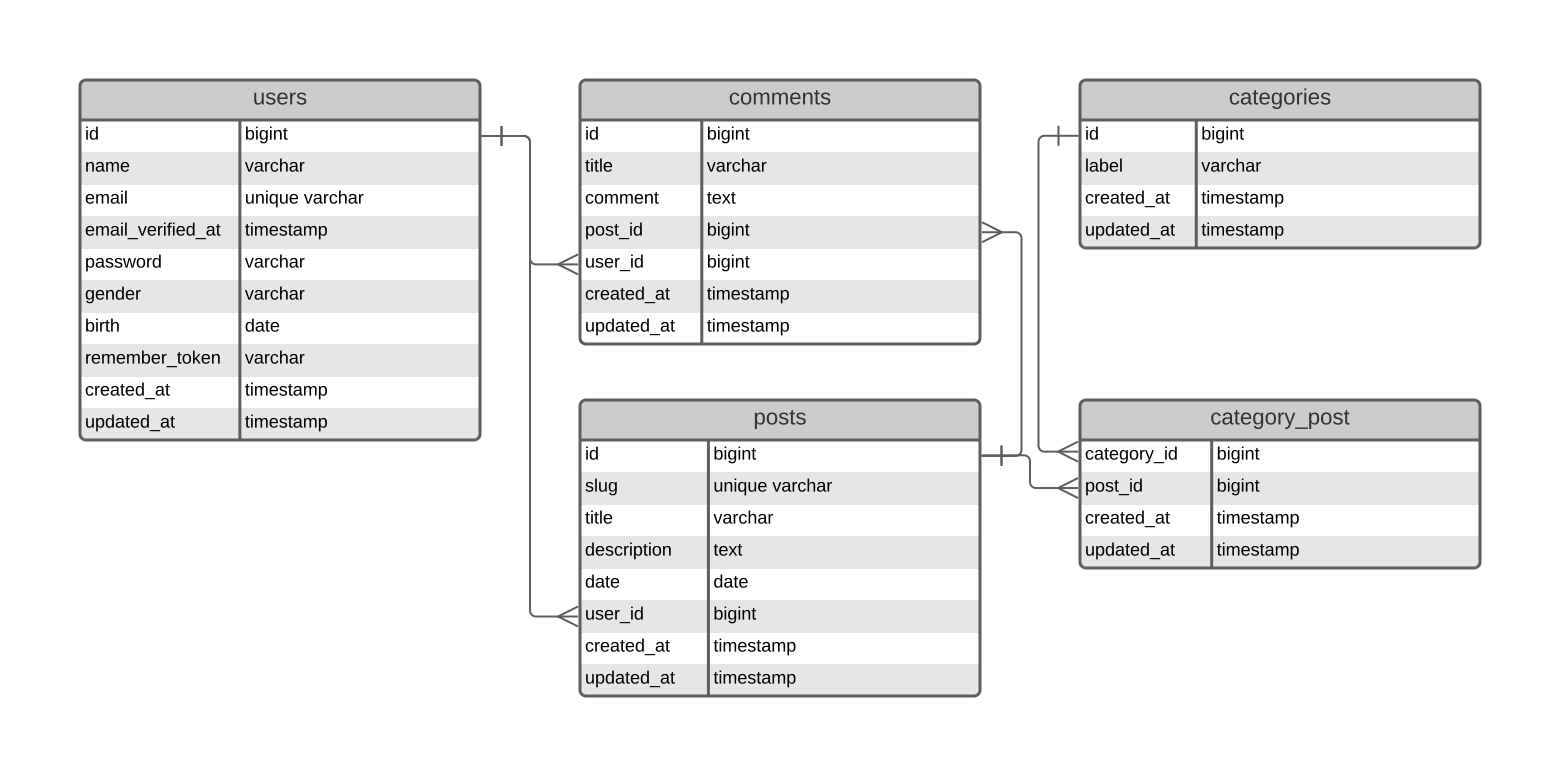 users
id bigint
name varchar
email unique varchar
email_verified_at timestamp
password varchar
gender varchar
birth date
remember_token varchar
created_at timestamp
updated_at timestamp
comments
id bigint
title varchar
comment text
post_id bigint
user_id bigint
created_at timestamp
updated_at timestamp
categories
id bigint
label varchar
created_at timestamp
updated_at timestamp
posts
id bigint
slug unique varchar
title varchar
description text
date date
user_id bigint
created_at timestamp
updated_at timestamp
category_post
category_id bigint
post_id bigint
created_at timestamp
updated_at timestamp